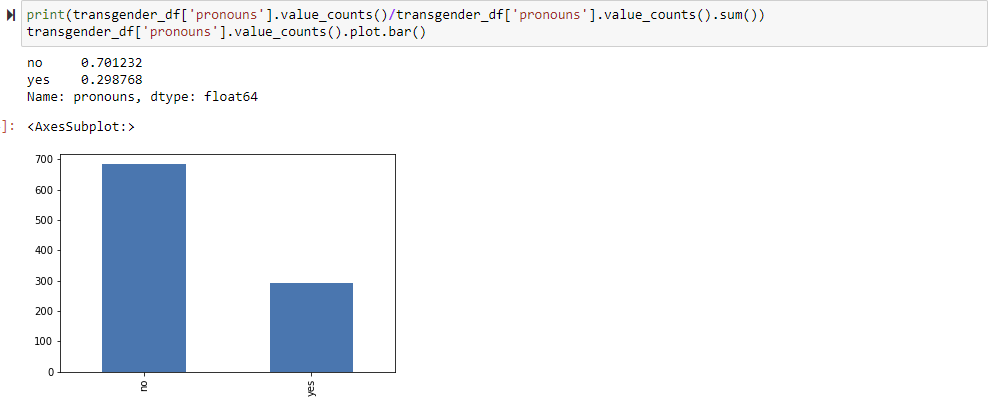 print(transgender_df['pronouns'].value_counts()/transgender_df['pronouns'].value_counts().sum())
transgender_df['pronouns'].value_counts().plot.bar()
no     0.701232
yes    0.298768
Name: pronouns, dtype: float64
]: <AxesSubplot:>
700
600
500
400
300
200
100
0
no
yes